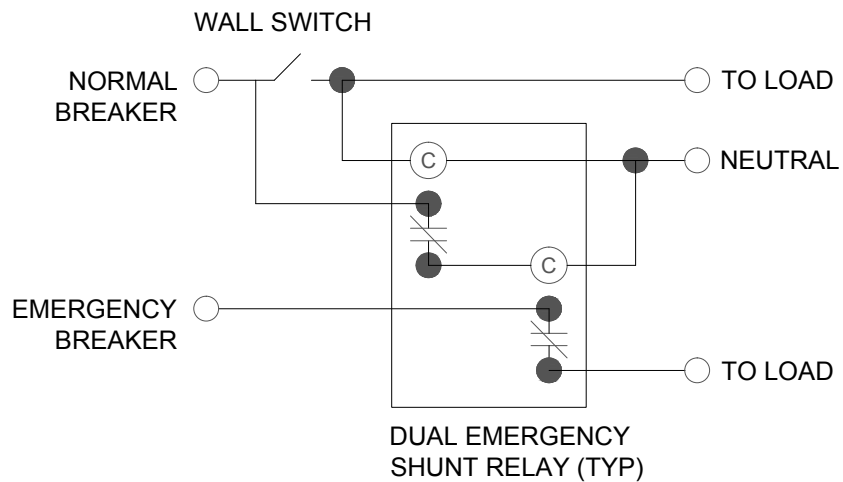 WALL SWITCH
NORMAL
BREAKER
TO LOAD
C
NEUTRAL
C
EMERGENCY
BREAKER
TO LOAD
DUAL EMERGENCY
SHUNT RELAY (TYP)